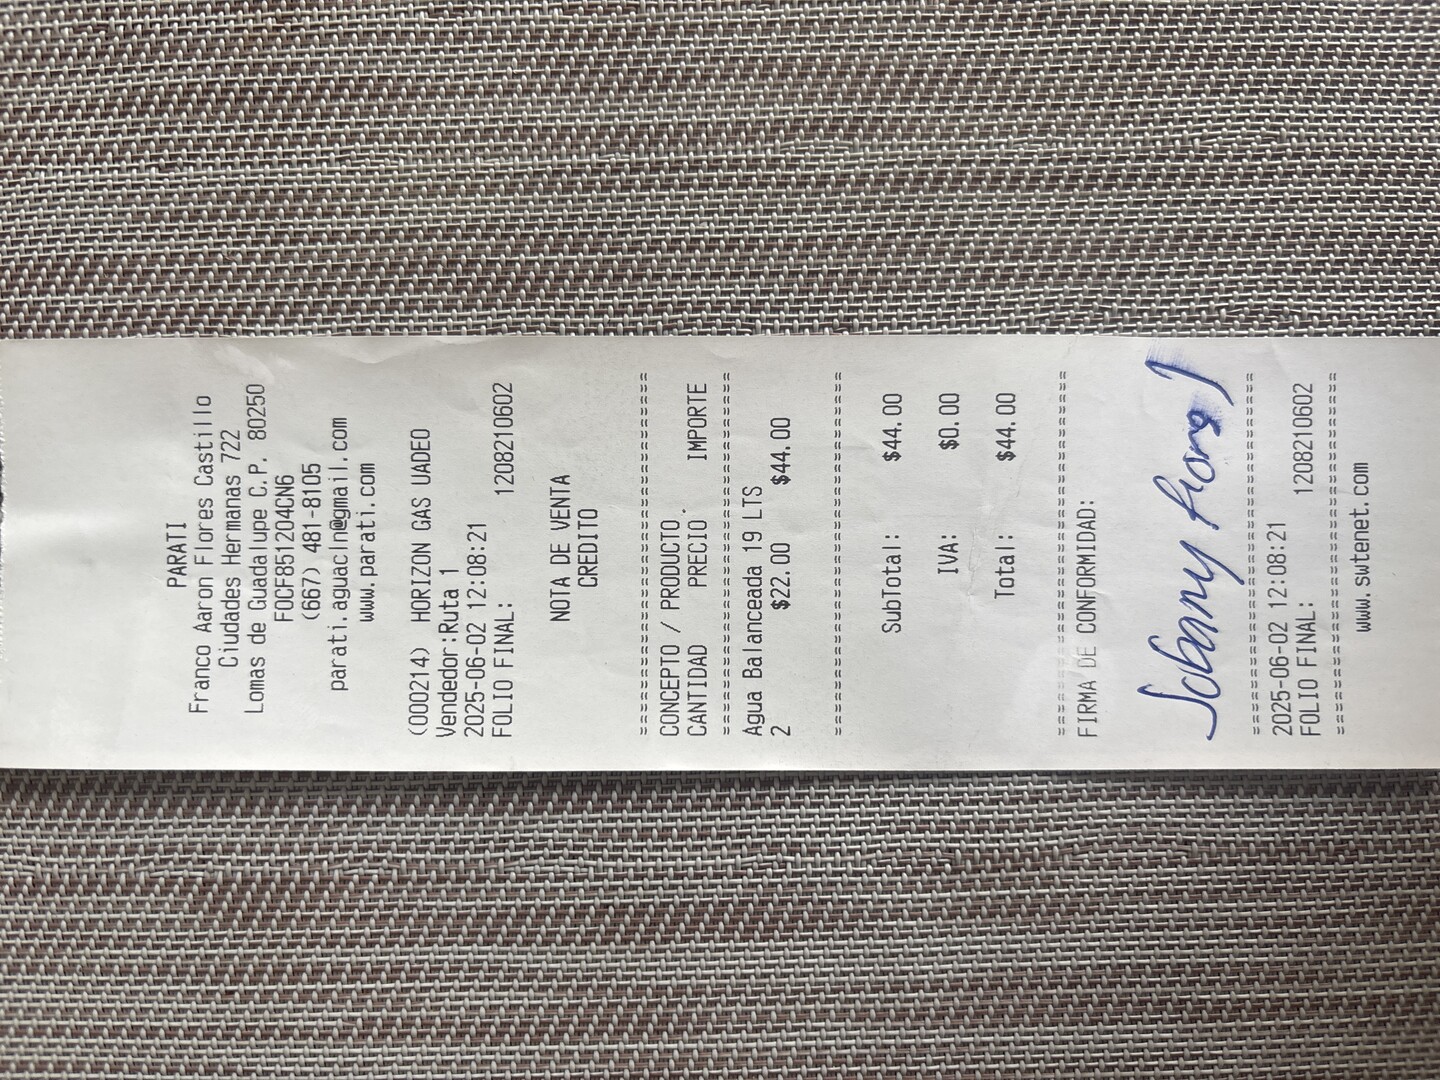 PARATI
Franco Aaron Flores Castillo
Ciudades Hermanas 722
Lomas de Guadalupe C.P. 80250
FOCF851204CN6
(667) 481-8105
parati.aguacln@gmail.com
www.parati.com
(000214) HORIZON GAS UADEO
Vendedor:Ruta 1
2025-06-02 12:08:21
FOLIO FINAL: 1208210602
NOTA DE VENTA
CREDITO
==============================
CONCEPTO / PRODUCTO.
CANTIDAD PRECIO. IMPORTE
==============================
Agua Balanceada 19 LTS
2 $22.00 $44.00
==============================
SubTotal: $44.00
IVA: $0.00
Total: $44.00
==============================
FIRMA DE CONFORMIDAD:
==============================
2025-06-02 12:08:21
FOLIO FINAL: 1208210602
==============================
www.swtenet.com